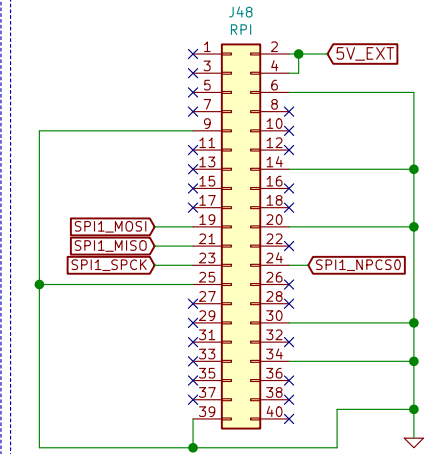 J48
RPI
1 2 5V_EXT
3 4
5 6
7 8
9 10
11 12
13 14
15 16
17 18
SPI1_MOSI 19 20
SPI1_MISO 21 22
SPI1_SPCK 23 24 SPI1_NPCS0
25 26
27 28
29 30
31 32
33 34
35 36
37 38
39 40